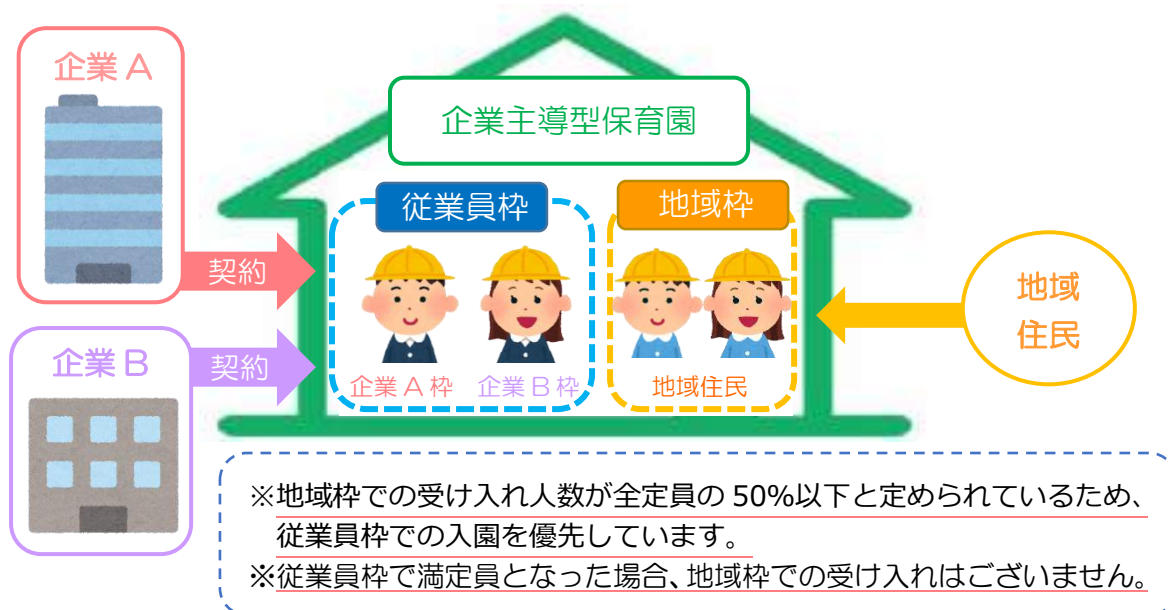 企業A
企業主導型保育園
従業員枠
地域枠
契約
地域
住民
企業B
契約
企業A枠
企業B枠
地域住民
※地域枠での受け入れ人数が全定員の50%以下と定められているため、
従業員枠での入園を優先しています。
※従業員枠で満定員となった場合、地域枠での受け入れはございません。